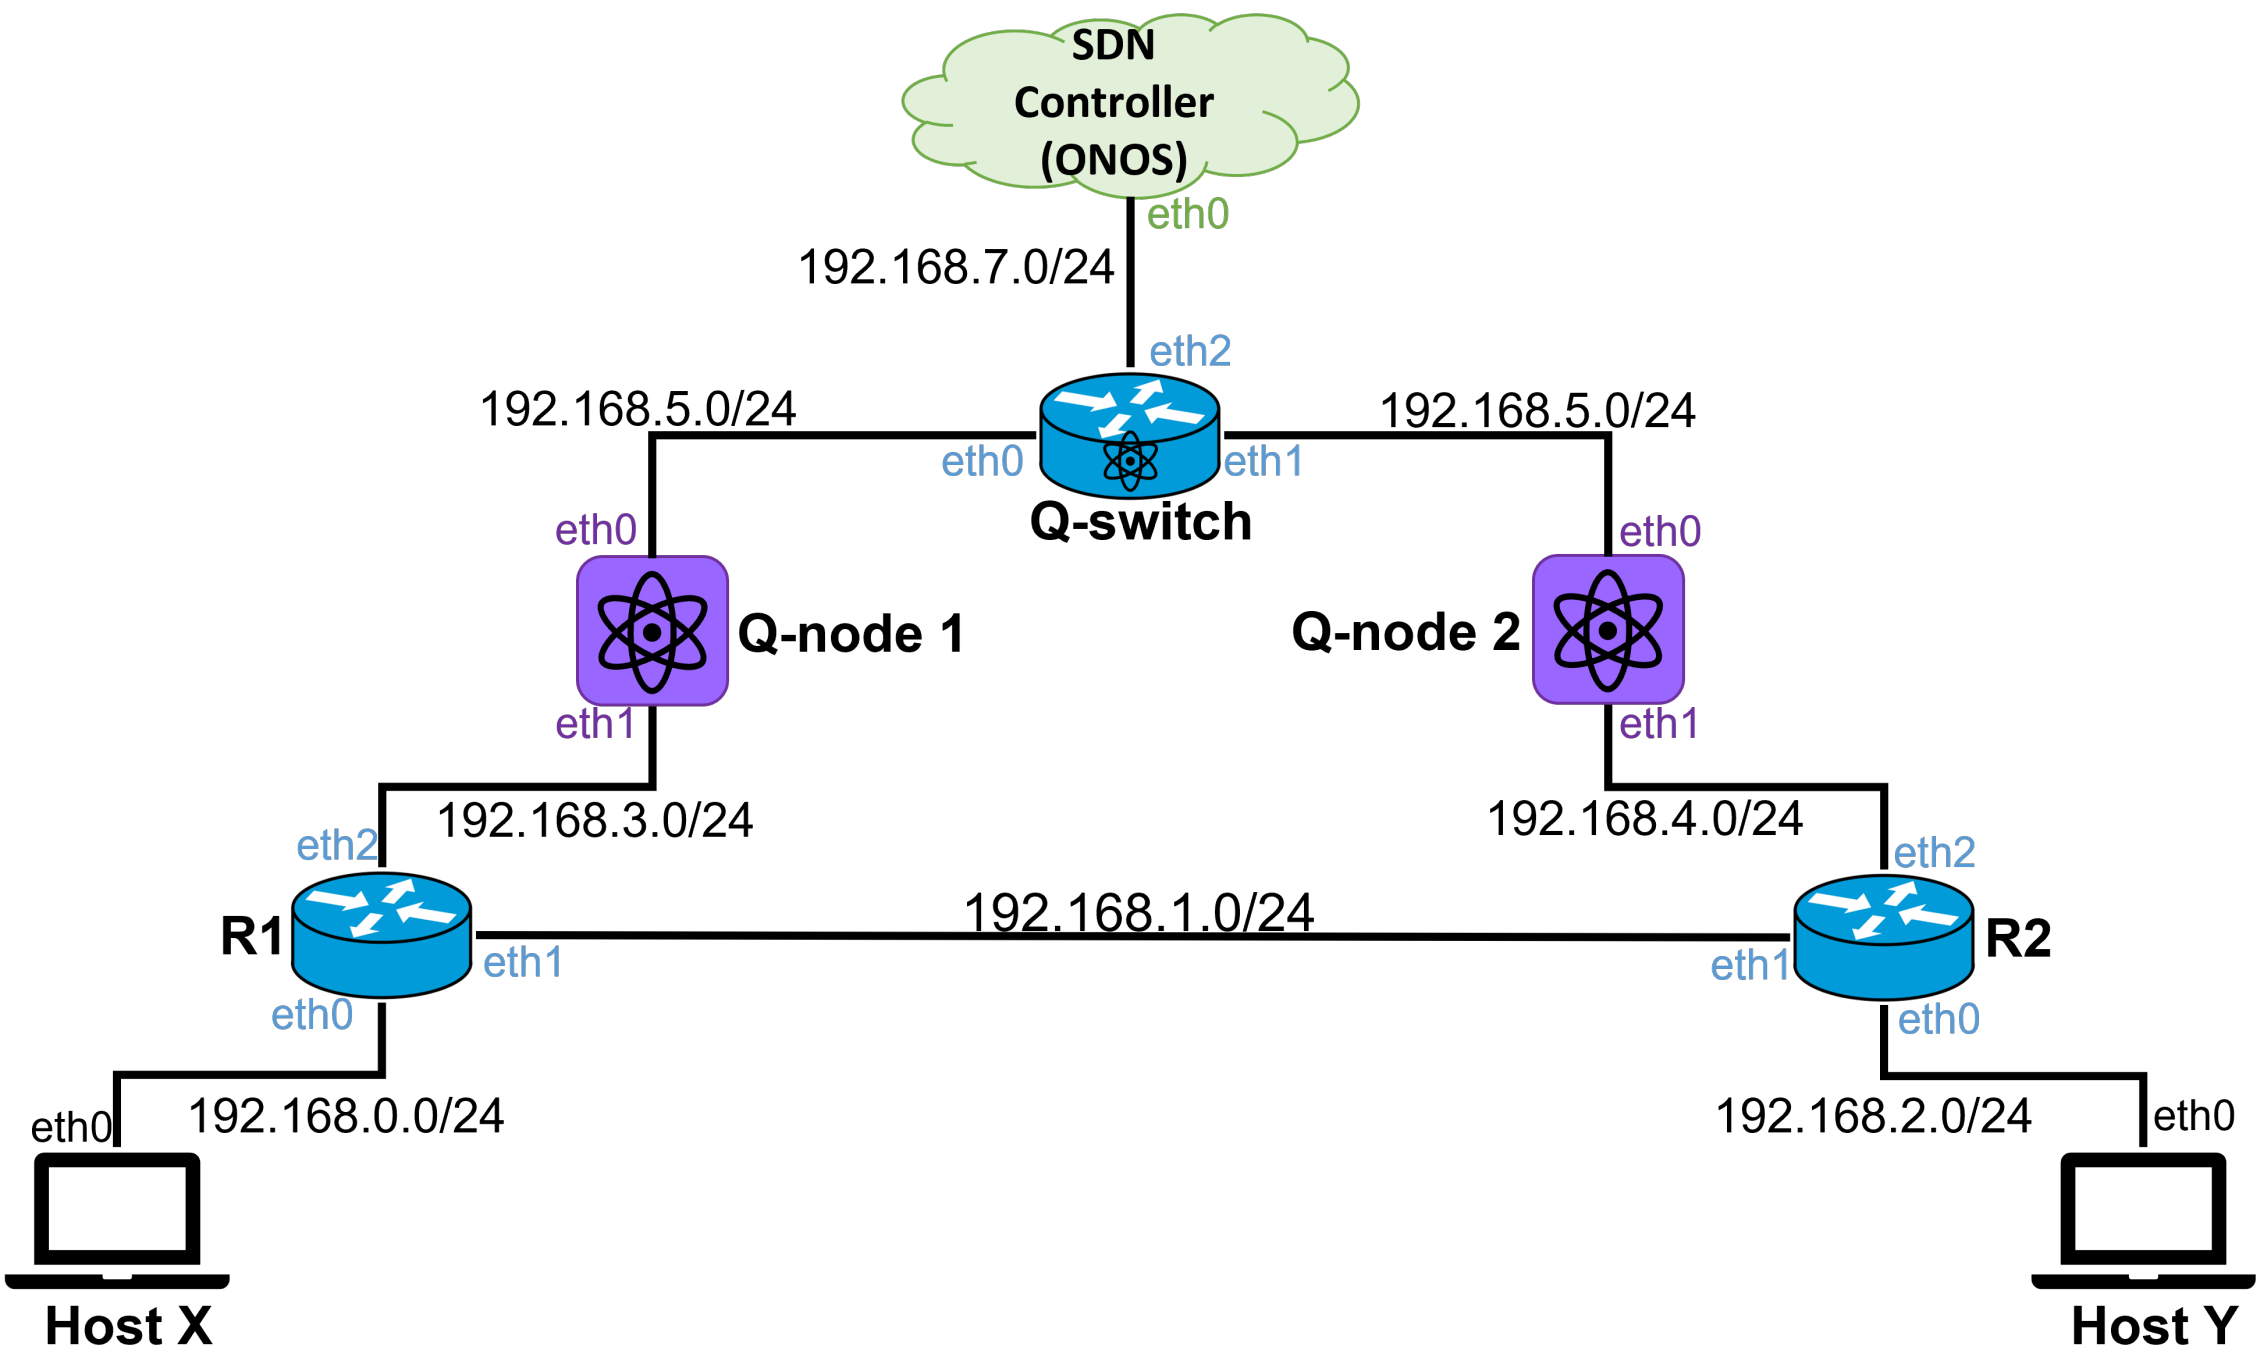 SDN
Controller
(ONOS)
eth0
192.168.7.0/24
eth2
192.168.5.0/24
192.168.5.0/24
eth0
eth1
Q-switch
eth0
eth0
Q-node 1
Q-node 2
eth1
eth1
192.168.3.0/24
192.168.4.0/24
eth2
eth2
192.168.1.0/24
R1
R2
eth1
eth1
eth0
eth0
eth0
192.168.0.0/24
192.168.2.0/24
eth0
Host X
Host Y